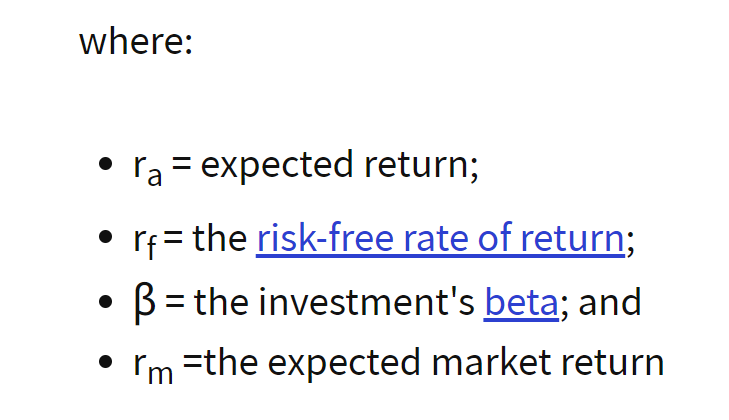 where:
• rₐ = expected return;
• r_f = the risk-free rate of return;
• β = the investment's beta; and
• rₘ =the expected market return